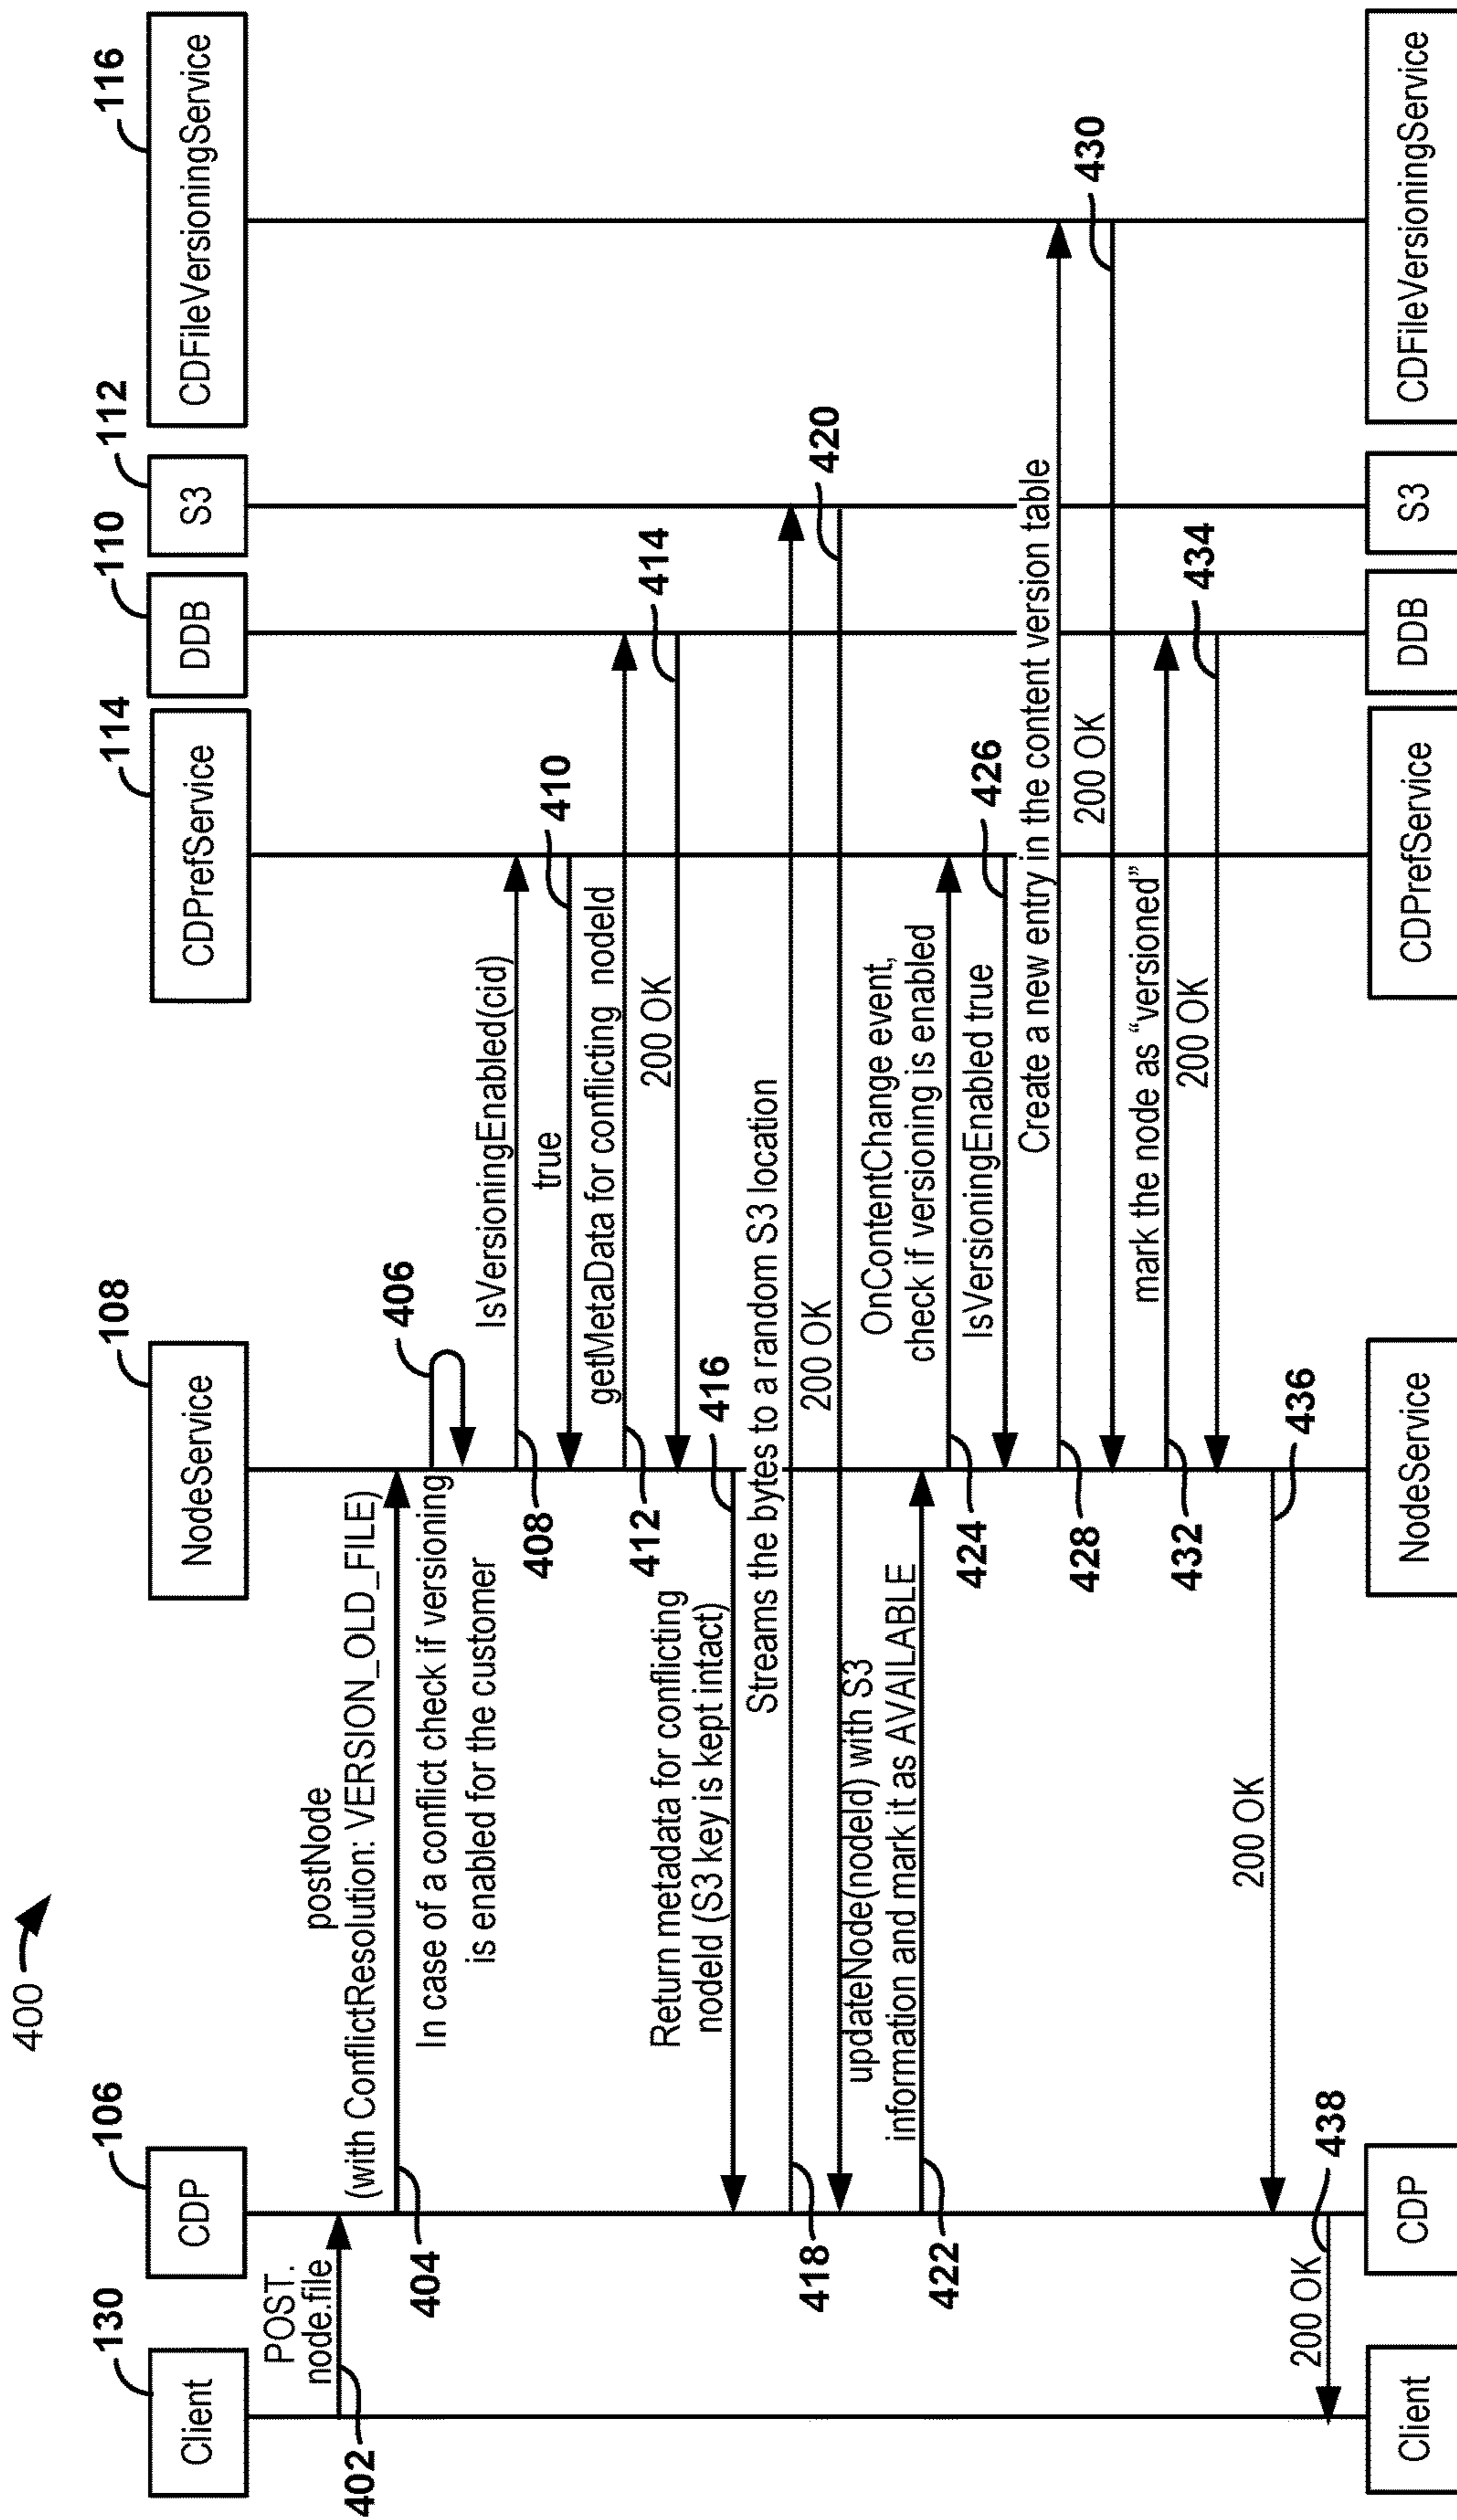 400
130
106
108
114
110
112
116
Client
CDP
NodeService
CDPrefService
DDB
S3
CDFileVersioningService
POST.
node.file
402
postNode
(with ConflictResolution: VERSION_OLD_FILE)
404
In case of a conflict check if versioning
is enabled for the customer
406
IsVersioningEnabled(cid)
408
true
410
getMetaData for conflicting nodeId
412
200 OK
414
Return metadata for conflicting
nodeId (S3 key is kept intact)
416
Streams the bytes to a random S3 location
418
200 OK
420
updateNode(nodeId) with S3
information and mark it as AVAILABLE
422
OnContentChange event,
check if versioning is enabled
424
IsVersioningEnabled true
426
Create a new entry in the content version table
428
200 OK
430
mark the node as “versioned”
432
200 OK
434
200 OK
436
200 OK
438
Client
CDP
NodeService
CDPrefService
DDB
S3
CDFileVersioningService